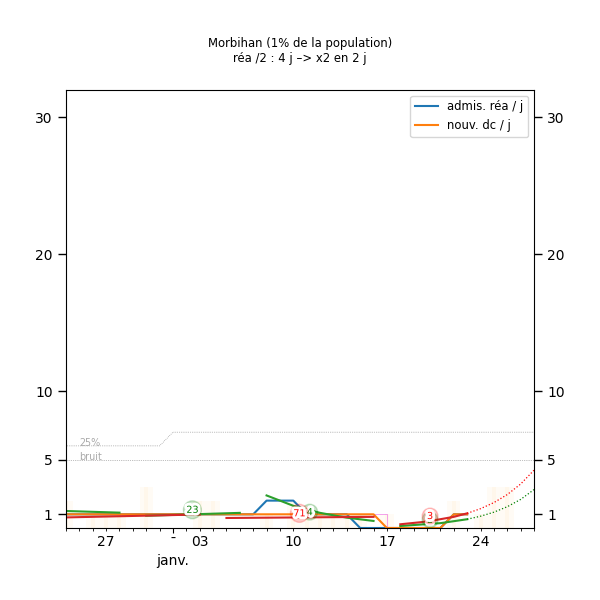 Morbihan (1% de la population)
réa /2 : 4 j –> x2 en 2 j
admis. réa / j
nouv. dc / j
30 30
20 20
10 10
25%
bruit
5 5
23 71 4 3
1 1
27 - 03 10 17 24
janv.